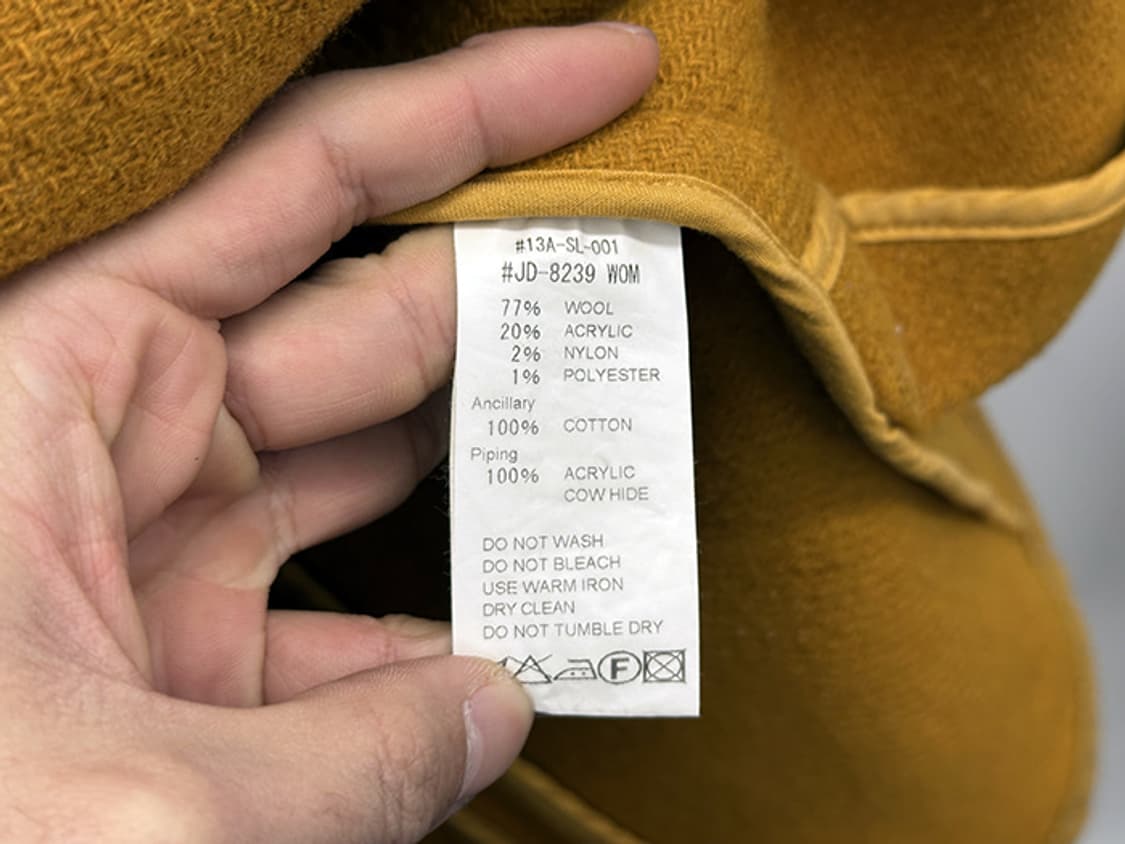 #13A-SL-001
#JD-8239 WOM
77% WOOL
20% ACRYLIC
2% NYLON
1% POLYESTER
Ancillary
100% COTTON
Piping
100% ACRYLIC
COW HIDE
DO NOT WASH
DO NOT BLEACH
USE WARM IRON
DRY CLEAN
DO NOT TUMBLE DRY
F